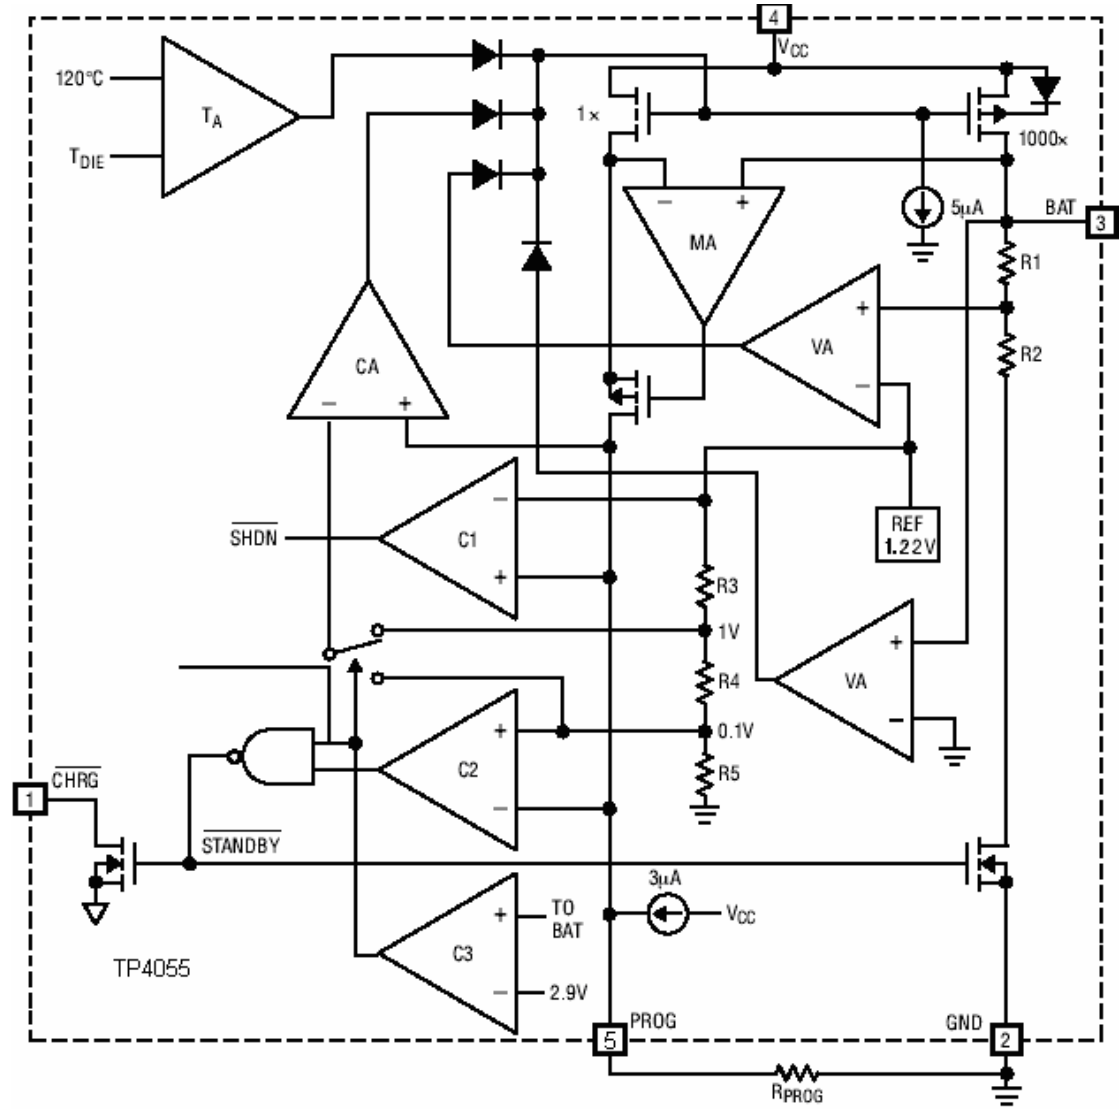 4
VCC
120°C
TA
TDIE
1×
1000×
5µA
BAT
3
− +
MA
R1
+
VA
−
R2
CA
− +
REF
1.22V
SHDN
−
C1
+
R3
1V
+
VA
−
R4
+
C2
−
0.1V
R5
CHRG
1
STANDBY
3µA
VCC
+
TO
BAT
C3
−
2.9V
TP4055
PROG
5
GND
2
RPROG